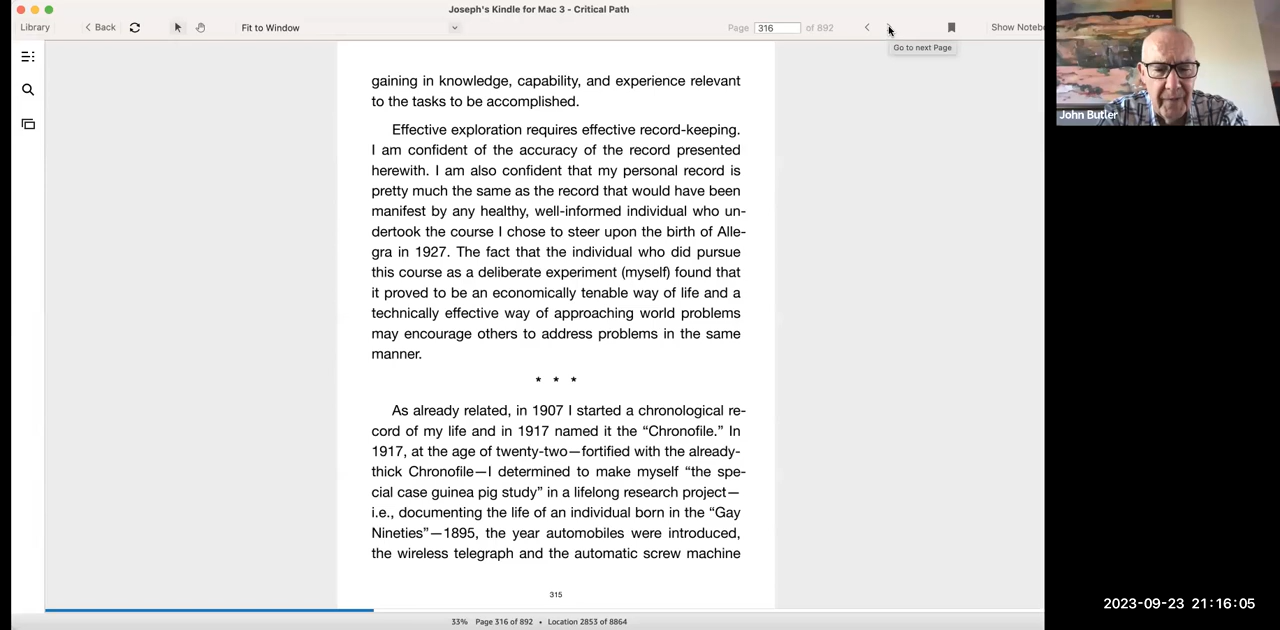 Joseph's Kindle for Mac 3 - Critical Path
Library
Back
Fit to Window
Page 316 of 892
Show Notebo
Go to next Page
John Butler
gaining in knowledge, capability, and experience relevant
to the tasks to be accomplished.
Effective exploration requires effective record-keeping.
I am confident of the accuracy of the record presented
herewith. I am also confident that my personal record is
pretty much the same as the record that would have been
manifest by any healthy, well-informed individual who un-
dertook the course I chose to steer upon the birth of Alle-
gra in 1927. The fact that the individual who did pursue
this course as a deliberate experiment (myself) found that
it proved to be an economically tenable way of life and a
technically effective way of approaching world problems
may encourage others to address problems in the same
manner.
* * *
As already related, in 1907 I started a chronological re-
cord of my life and in 1917 named it the “Chronofile.” In
1917, at the age of twenty-two—fortified with the already-
thick Chronofile—I determined to make myself “the spe-
cial case guinea pig study” in a lifelong research project—
i.e., documenting the life of an individual born in the “Gay
Nineties”—1895, the year automobiles were introduced,
the wireless telegraph and the automatic screw machine
315
33% Page 316 of 892 • Location 2853 of 8864
2023-09-23 21:16:05